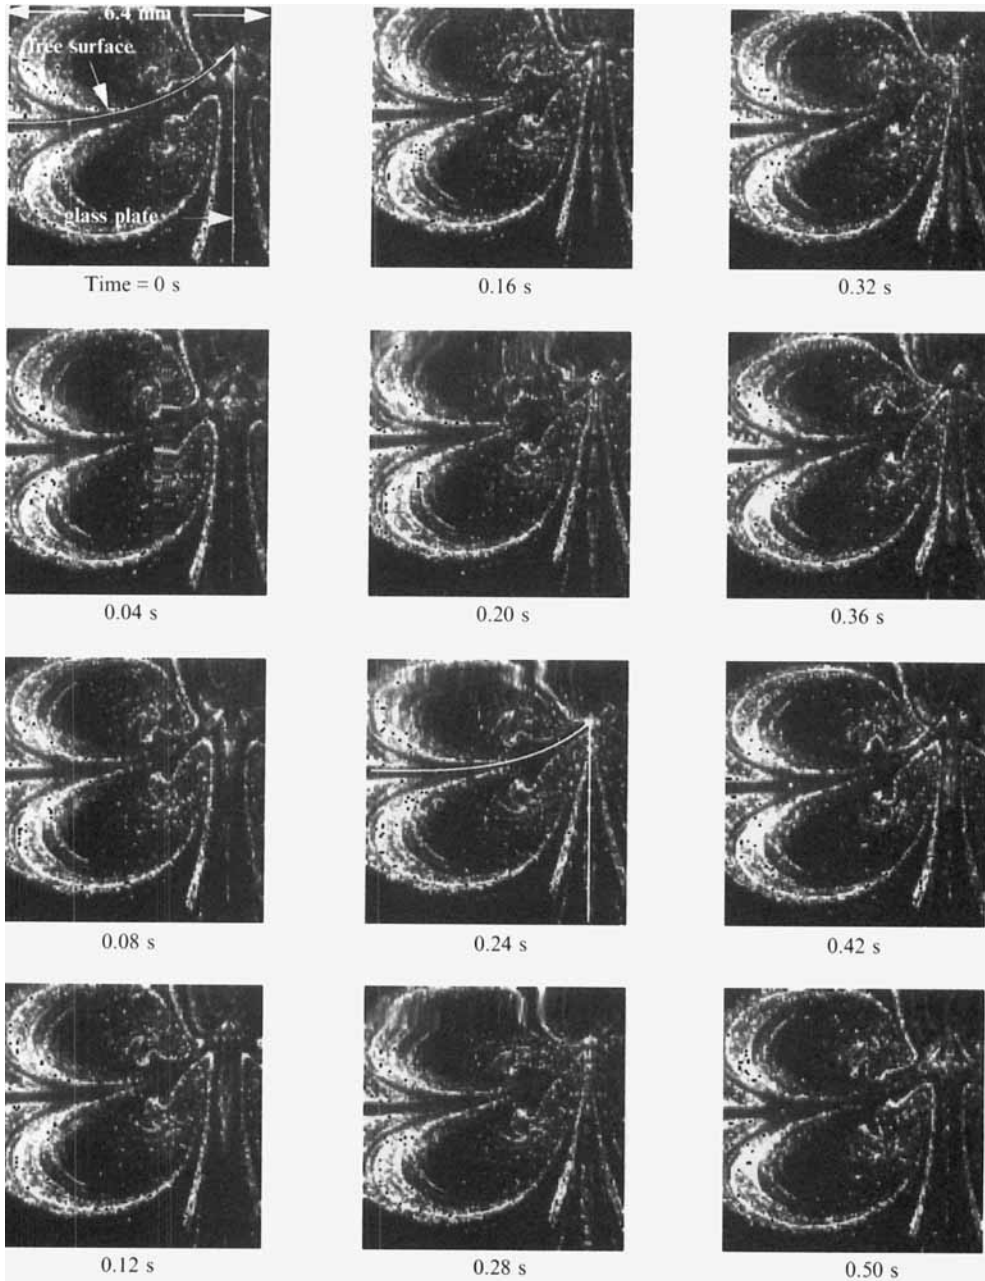 6.4 mm
free surface
glass plate
Time = 0 s
0.16 s
0.32 s
0.04 s
0.20 s
0.36 s
0.08 s
0.24 s
0.42 s
0.12 s
0.28 s
0.50 s